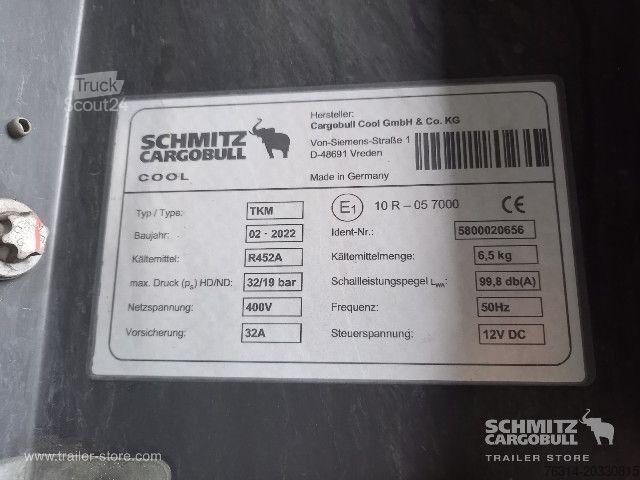 Truck
Scout24
SCHMITZ
CARGOBULL
COOL
Hersteller:
Cargobull Cool GmbH & Co. KG
Von-Siemens-Straße 1
D-48691 Vreden
Made in Germany
Typ / Type: TKM
E1 10 R – 05 7000 CE
Baujahr: 02 - 2022
Ident-Nr.: 5800020656
Kältemittel: R452A
Kältemittelmenge: 6,5 kg
max. Druck (ps) HD/ND: 32/19 bar
Schallleistungspegel LWA: 99,8 db(A)
Netzspannung: 400V
Frequenz: 50Hz
Vorsicherung: 32A
Steuerspannung: 12V DC
www.trailer-store.com
SCHMITZ
CARGOBULL
TRAILER STORE
76314-20330815